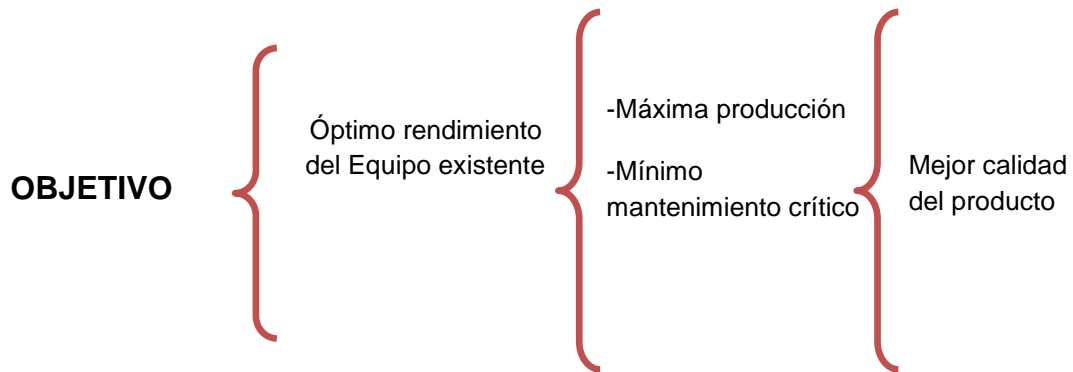 OBJETIVO
Óptimo rendimiento
del Equipo existente
-Máxima producción
-Mínimo
mantenimiento crítico
Mejor calidad
del producto